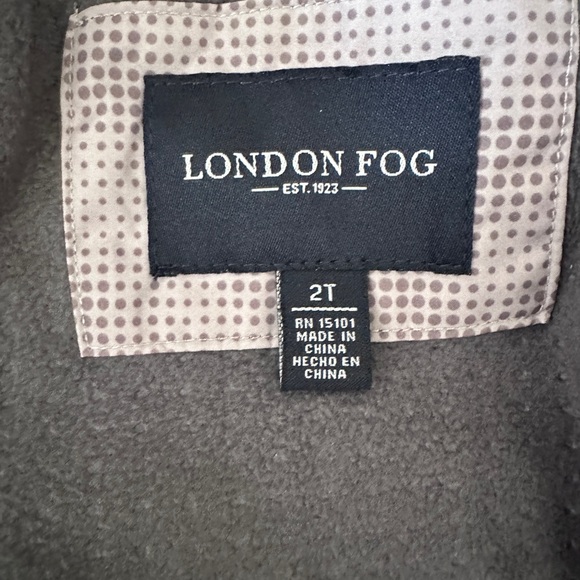 LONDON FOG
EST. 1923
2T
RN 15101
MADE IN
CHINA
HECHO EN
CHINA